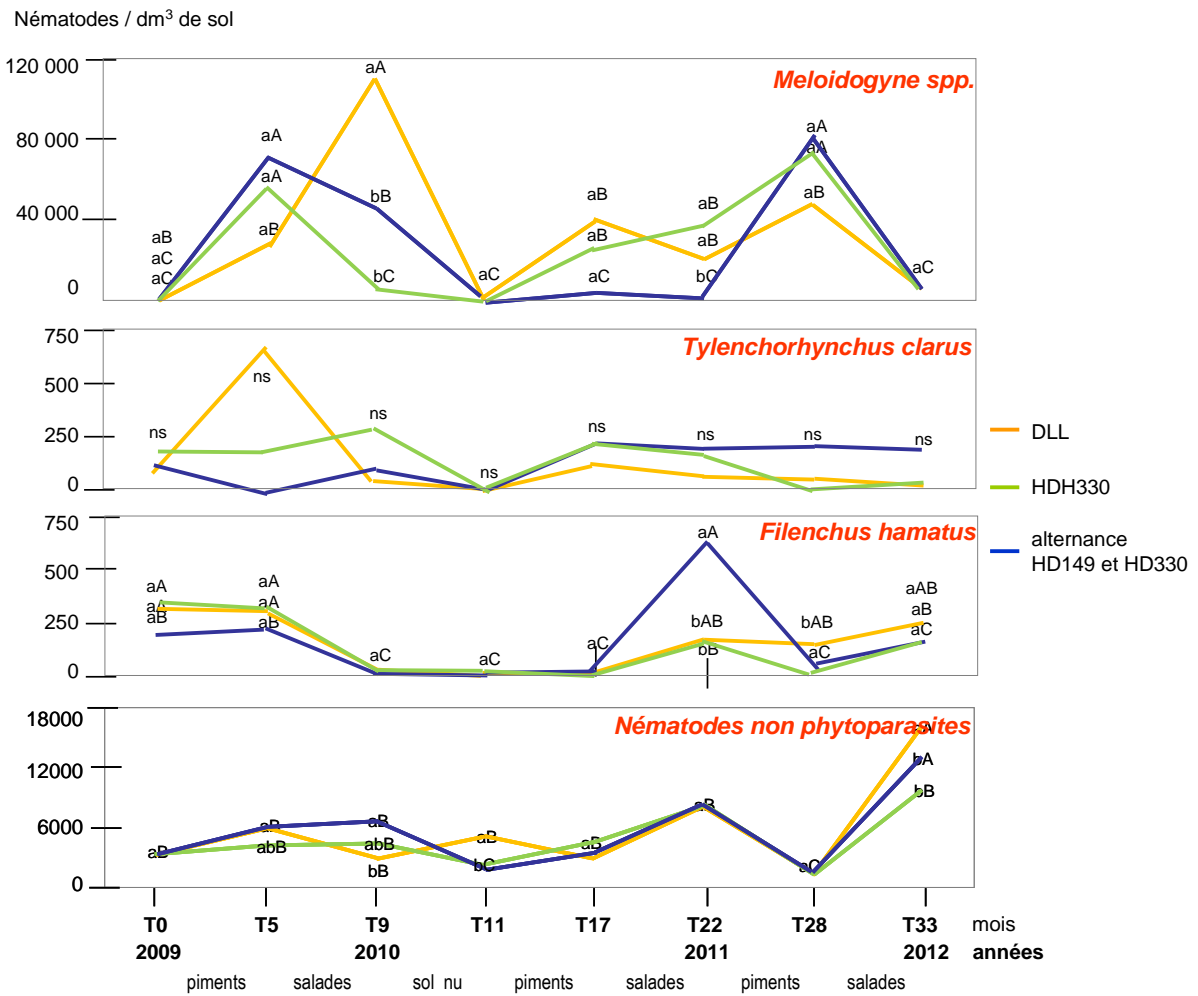 Nématodes / dm³ de sol
120 000
80 000
40 000
0
Meloidogyne spp.
aB
aC
aC
aA
aA
aB
aA
bB
bC
aC
aB
aB
aC
aB
aB
bC
aA
aA
aB
aC
750
500
250
0
Tylenchorhynchus clarus
ns
ns
ns
ns
ns
ns
ns
ns
750
500
250
0
Filenchus hamatus
aA
aA
aB
aA
aA
aB
aC
aC
aC
aA
bAB
bB
bAB
aC
aAB
aB
aC
18000
12000
6000
0
Nématodes non phytoparasites
aB
aB
abB
aB
abB
bB
aB
bC
aB
aB
aC
aA
bA
bB
DLL
HDH330
alternance
HD149 et HD330
T0 T5 T9 T11 T17 T22 T28 T33 mois
2009 2010 2011 2012 années
piments salades sol nu piments salades piments salades